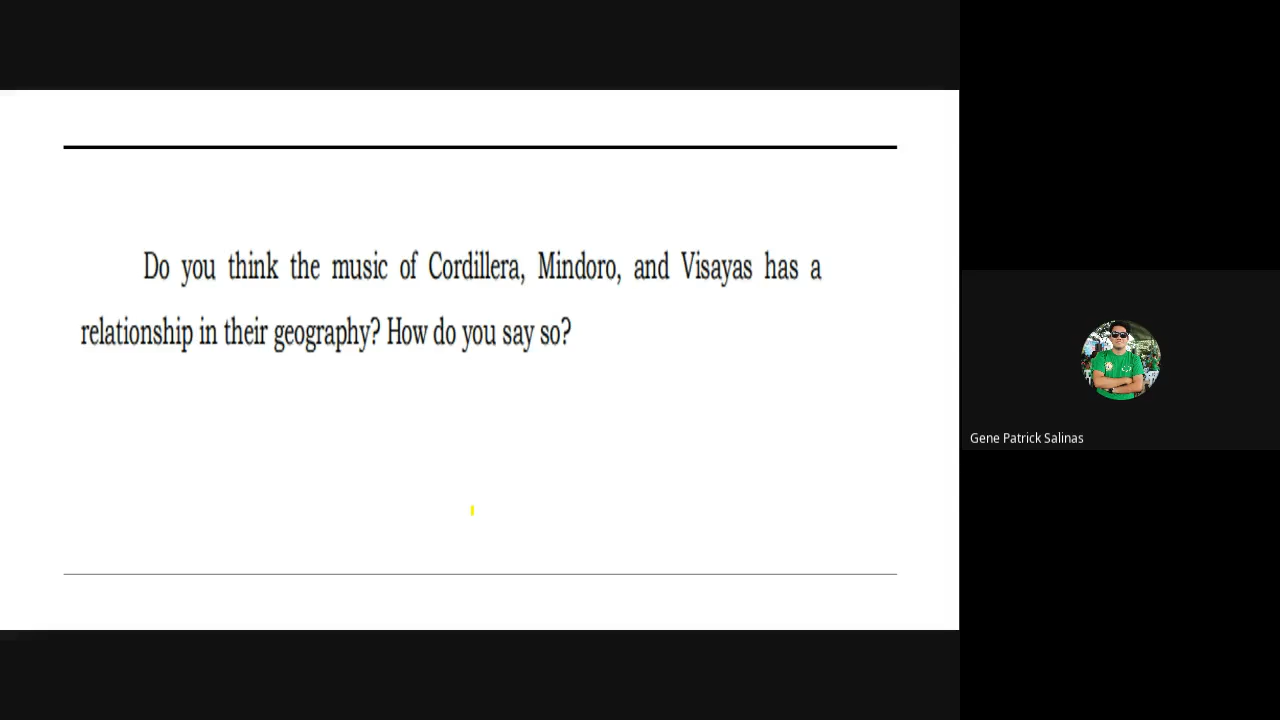 Do you think the music of Cordillera, Mindoro, and Visayas has a
relationship in their geography? How do you say so?
Gene Patrick Salinas